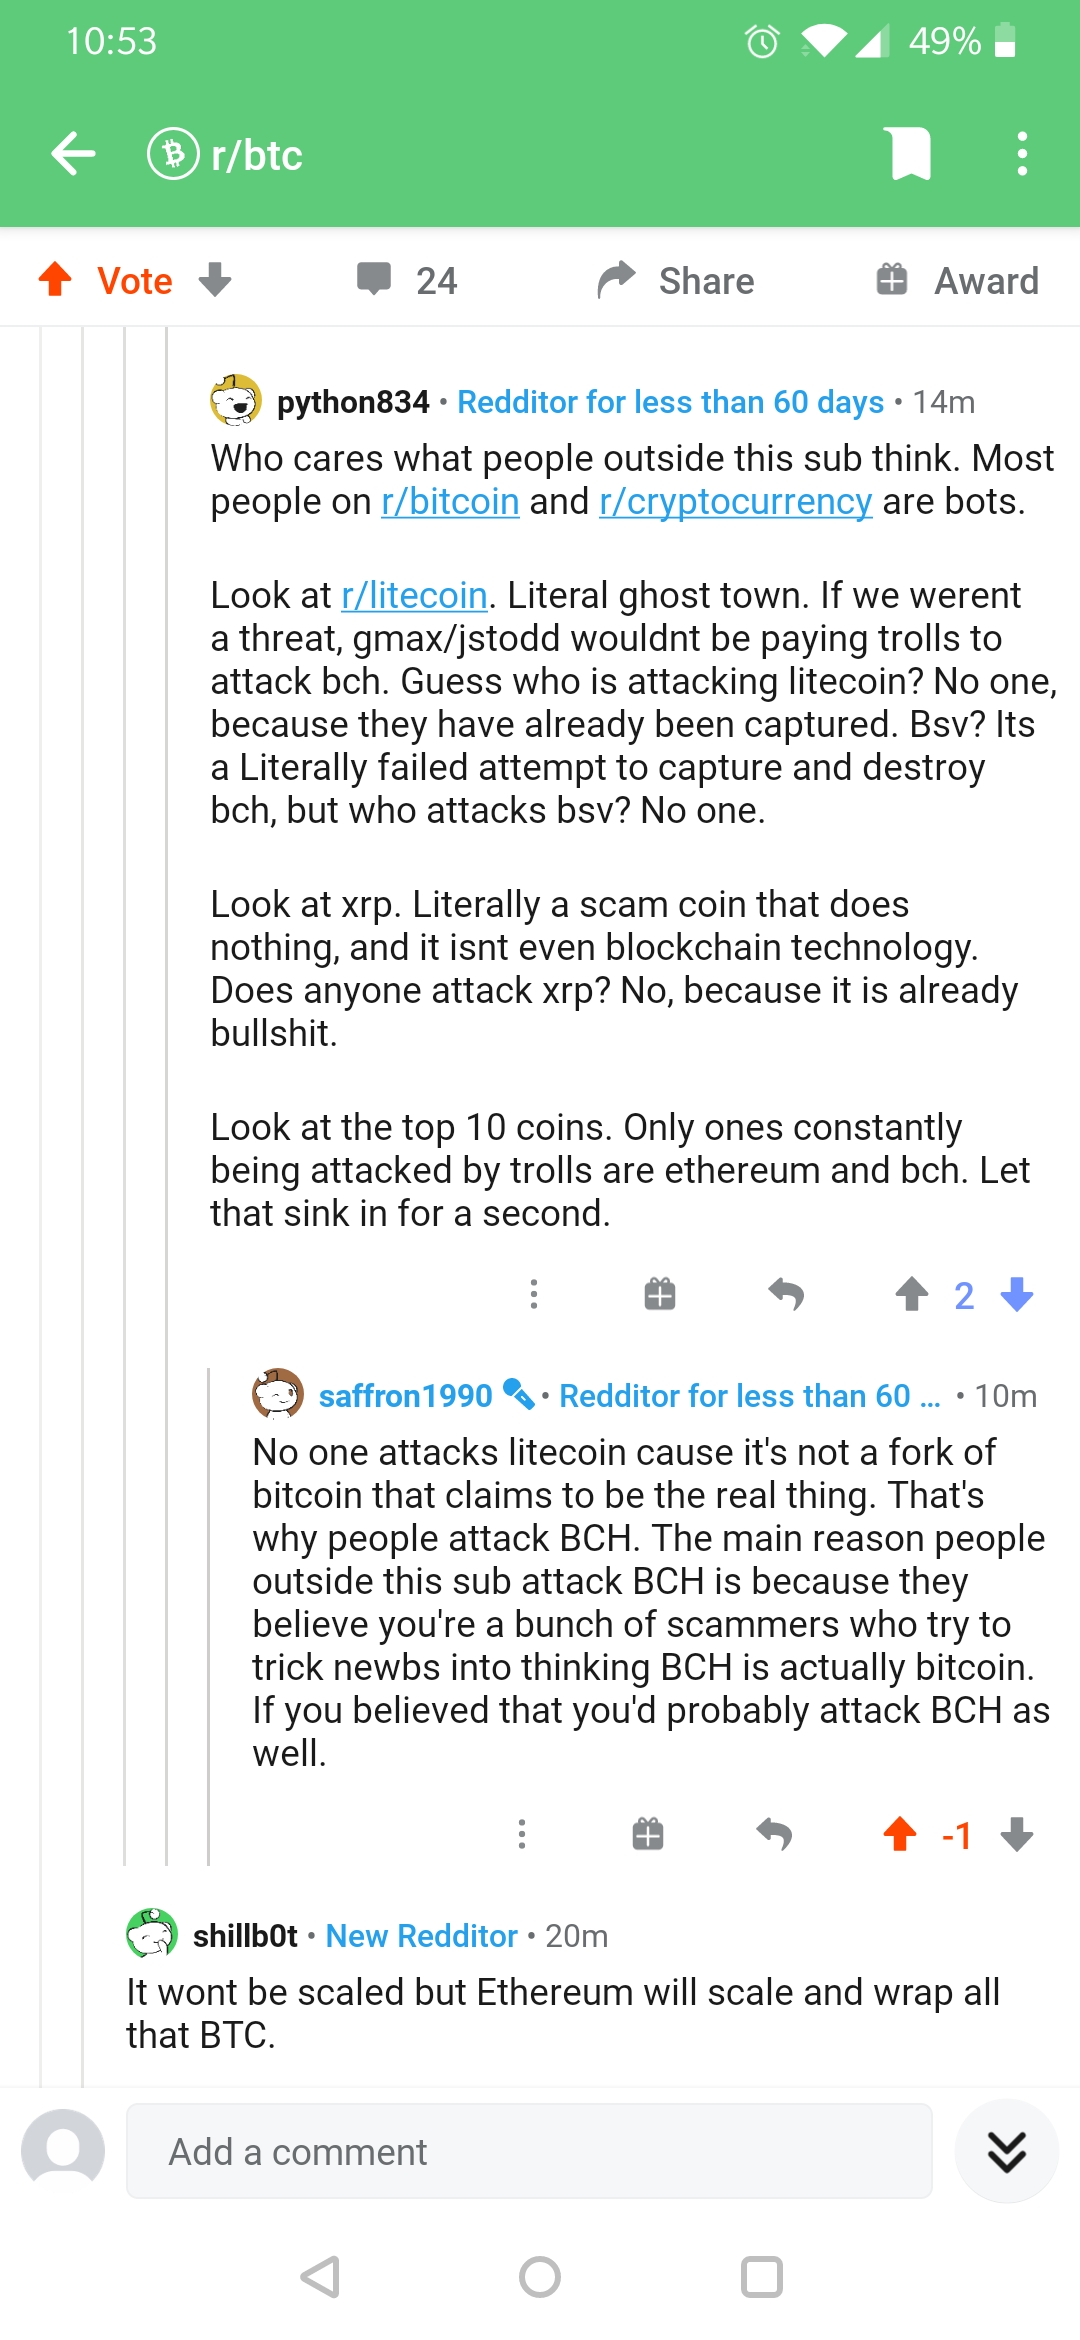 10:53
49%
r/btc
Vote
24
Share
Award
python834 • Redditor for less than 60 days • 14m
Who cares what people outside this sub think. Most
people on r/bitcoin and r/cryptocurrency are bots.
Look at r/litecoin. Literal ghost town. If we werent
a threat, gmax/jstodd wouldnt be paying trolls to
attack bch. Guess who is attacking litecoin? No one,
because they have already been captured. Bsv? Its
a Literally failed attempt to capture and destroy
bch, but who attacks bsv? No one.
Look at xrp. Literally a scam coin that does
nothing, and it isnt even blockchain technology.
Does anyone attack xrp? No, because it is already
bullshit.
Look at the top 10 coins. Only ones constantly
being attacked by trolls are ethereum and bch. Let
that sink in for a second.
2
saffron1990 • Redditor for less than 60 ... • 10m
No one attacks litecoin cause it's not a fork of
bitcoin that claims to be the real thing. That's
why people attack BCH. The main reason people
outside this sub attack BCH is because they
believe you're a bunch of scammers who try to
trick newbs into thinking BCH is actually bitcoin.
If you believed that you'd probably attack BCH as
well.
-1
shillb0t • New Redditor • 20m
It wont be scaled but Ethereum will scale and wrap all
that BTC.
Add a comment